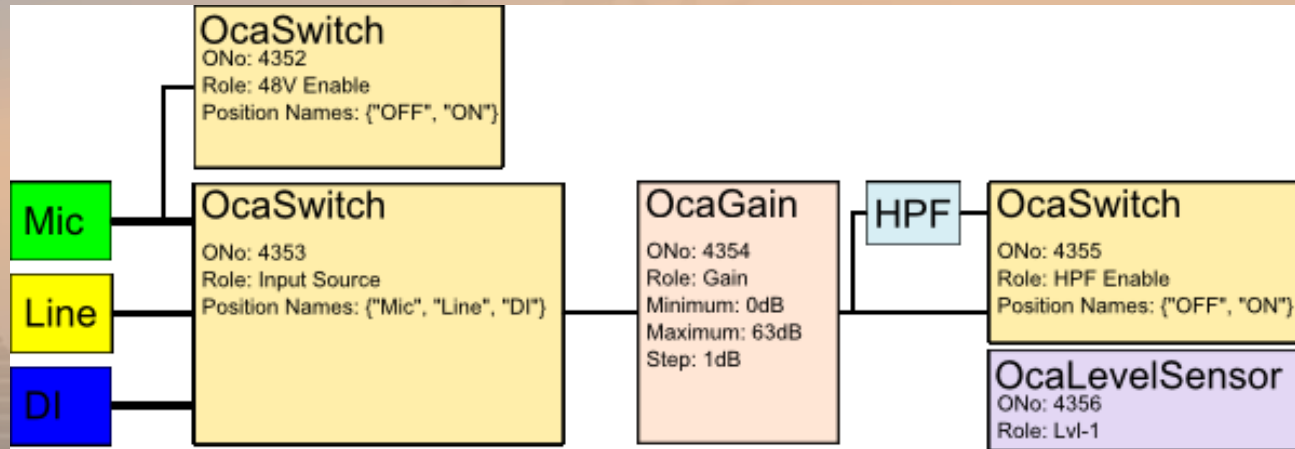 OcaSwitch
ONo: 4352
Role: 48V Enable
Position Names: {"OFF", "ON"}
Mic
Line
DI
OcaSwitch
ONo: 4353
Role: Input Source
Position Names: {"Mic", "Line", "DI"}
OcaGain
ONo: 4354
Role: Gain
Minimum: 0dB
Maximum: 63dB
Step: 1dB
HPF
OcaSwitch
ONo: 4355
Role: HPF Enable
Position Names: {"OFF", "ON"}
OcaLevelSensor
ONo: 4356
Role: Lvl-1